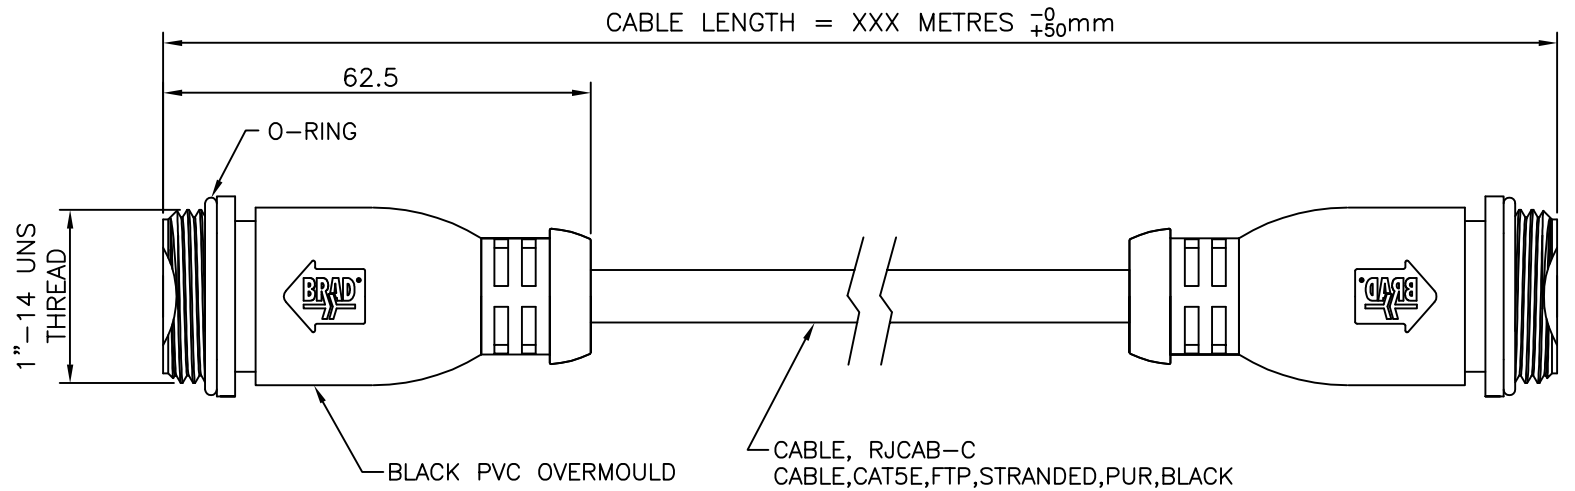 CABLE LENGTH = XXX METRES -0 +50mm
62.5
O-RING
1"-14 UNS
THREAD
BRAD
BRAD
BLACK PVC OVERMOULD
CABLE, RJCAB-C
CABLE,CAT5E,FTP,STRANDED,PUR,BLACK